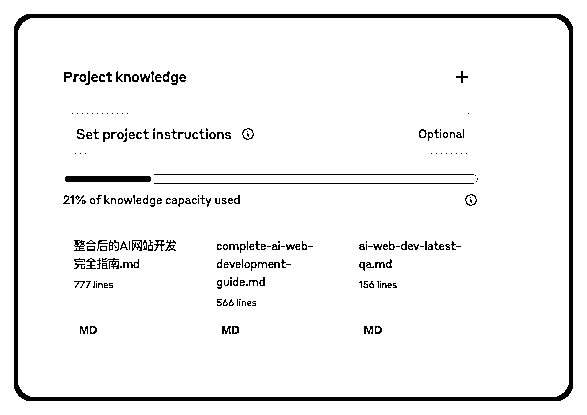 Project knowledge
Set project instructions
Optional
21% of knowledge capacity used
整合后的AI网站开发
完全指南.md
777 lines
MD
complete-ai-web-
development-
guide.md
566 lines
MD
ai-web-dev-latest-
qa.md
156 lines
MD